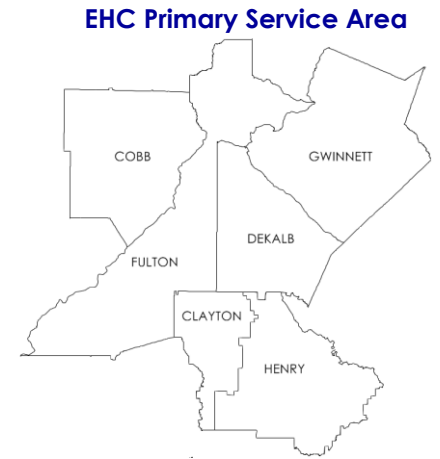 EHC Primary Service Area
COBB
GWINNETT
DEKALB
FULTON
CLAYTON
HENRY